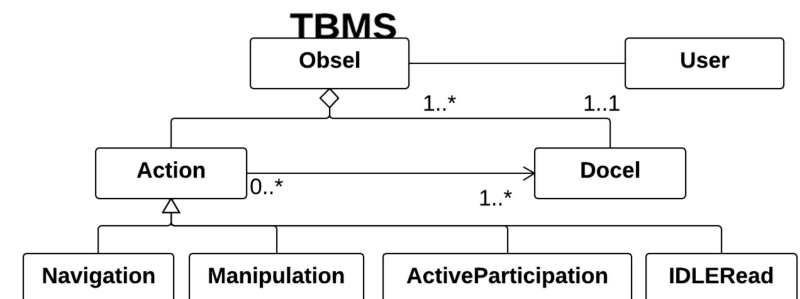 TBMS
Obsel
User
1..*
1..1
Action
Docel
0..*
1..*
Navigation
Manipulation
ActiveParticipation
IDLERead